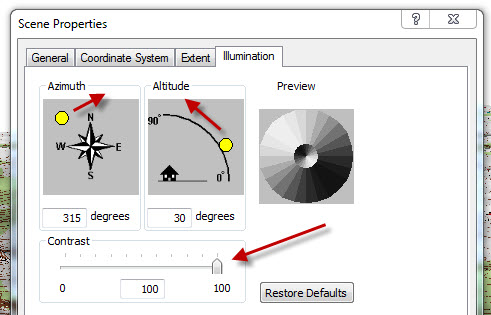 Scene Properties
General Coordinate System Extent Illumination
Azimuth Altitude Preview
N
W E
S
90°
0°
315 degrees 30 degrees
Contrast
0 100 100
Restore Defaults